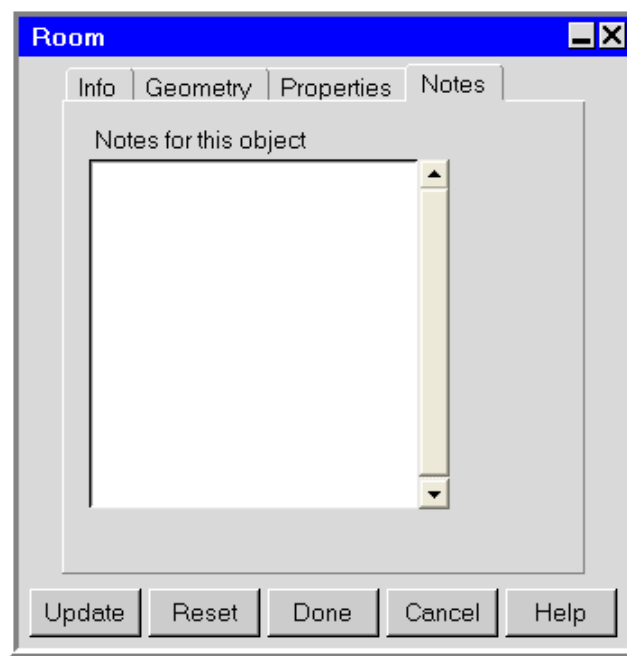 Room
Info Geometry Properties Notes
Notes for this object
Update Reset Done Cancel Help